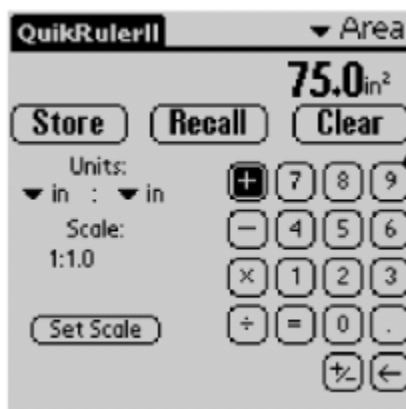 QuikRulerII ▼ Area
75.0in²
Store Recall Clear
Units:
▼ in : ▼ in
Scale:
1:1.0
Set Scale
+ 7 8 9
− 4 5 6
× 1 2 3
÷ = 0 .
+/− ←